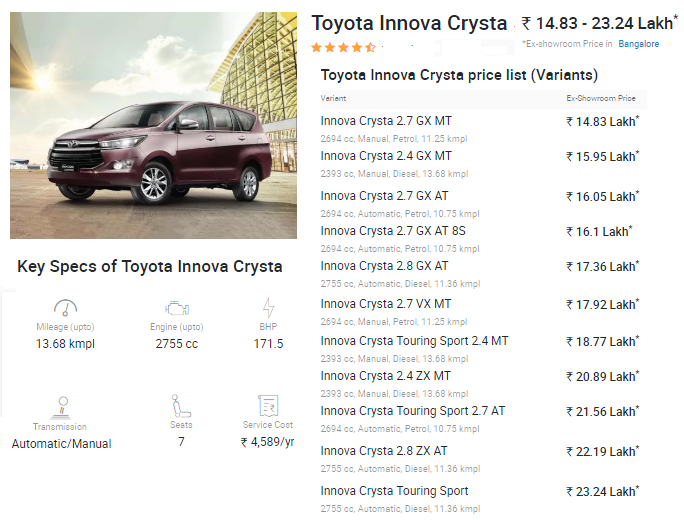 Toyota Innova Crysta ₹ 14.83 - 23.24 Lakh*
*Ex-showroom Price in Bangalore
Toyota Innova Crysta price list (Variants)
Variant Ex-Showroom Price
Innova Crysta 2.7 GX MT ₹ 14.83 Lakh*
2694 cc, Manual, Petrol, 11.25 kmpl
Innova Crysta 2.4 GX MT ₹ 15.95 Lakh*
2393 cc, Manual, Diesel, 13.68 kmpl
Innova Crysta 2.7 GX AT ₹ 16.05 Lakh*
2694 cc, Automatic, Petrol, 10.75 kmpl
Innova Crysta 2.7 GX AT 8S ₹ 16.1 Lakh*
2694 cc, Automatic, Petrol, 10.75 kmpl
Innova Crysta 2.8 GX AT ₹ 17.36 Lakh*
2755 cc, Automatic, Diesel, 11.36 kmpl
Innova Crysta 2.7 VX MT ₹ 17.92 Lakh*
2694 cc, Manual, Petrol, 11.25 kmpl
Innova Crysta Touring Sport 2.4 MT ₹ 18.77 Lakh*
2393 cc, Manual, Diesel, 13.68 kmpl
Innova Crysta 2.4 ZX MT ₹ 20.89 Lakh*
2393 cc, Manual, Diesel, 13.68 kmpl
Innova Crysta Touring Sport 2.7 AT ₹ 21.56 Lakh*
2694 cc, Automatic, Petrol, 10.75 kmpl
Innova Crysta 2.8 ZX AT ₹ 22.19 Lakh*
2755 cc, Automatic, Diesel, 11.36 kmpl
Innova Crysta Touring Sport ₹ 23.24 Lakh*
2755 cc, Automatic, Diesel, 11.36 kmpl
Key Specs of Toyota Innova Crysta
Mileage (upto) Engine (upto) BHP
13.68 kmpl 2755 cc 171.5
Transmission Seats Service Cost
Automatic/Manual 7 ₹ 4,589/yr